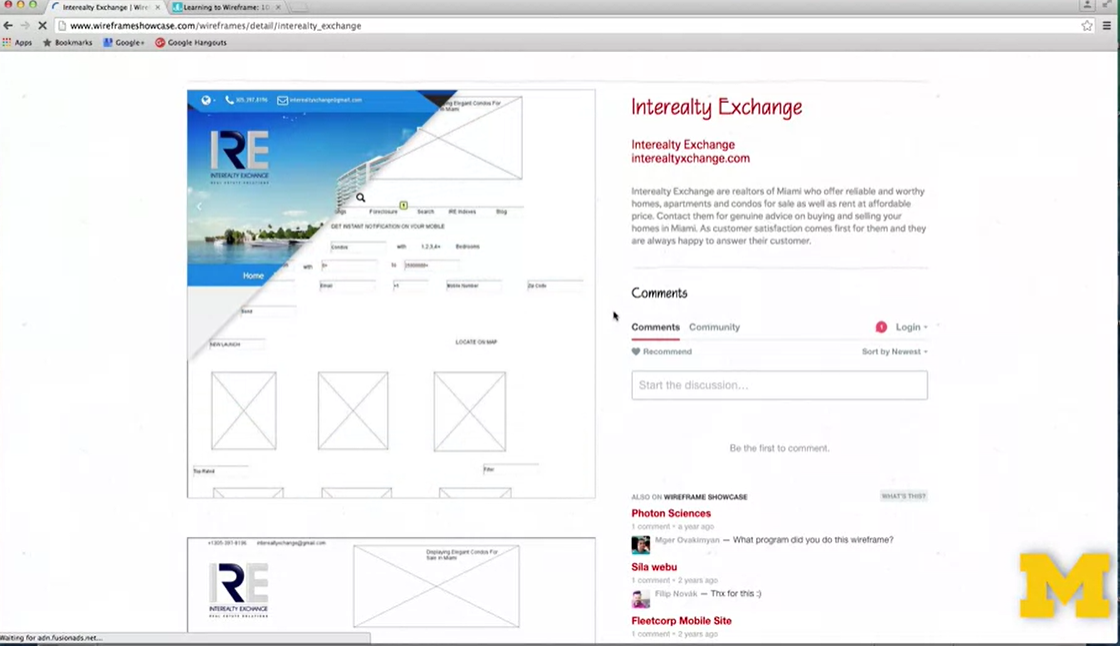 Interealty Exchange | Wire
Learning to Wireframe: 10
www.wireframeshowcase.com/wireframes/detail/interealty_exchange
Apps Bookmarks Google+ Google Hangouts
305.397.8196 interealtyxchange@gmail.com
IRE
INTEREALTY EXCHANGE
REAL ESTATE SOLUTIONS
Home
Displaying Elegant Condos For
in Miami
Foreclosure Search IRE Indexes Blog
GET INSTANT NOTIFICATION ON YOUR MOBILE
Condos with 1,2,3,4+ Bedrooms
with to
Email +1 Mobile Number Zip Code
NEW LAUNCH
LOCATE ON MAP
Top Rated
Filter
+1305-397-8196 interealtyxchange@gmail.com
Displaying Elegant Condos For
Sale in Miami
IRE
INTEREALTY EXCHANGE
REAL ESTATE SOLUTIONS
Interealty Exchange
Interealty Exchange
interealtyxchange.com
Interealty Exchange are realtors of Miami who offer reliable and worthy
homes, apartments and condos for sale as well as rent at affordable
price. Contact them for genuine advice on buying and selling your
homes in Miami. As customer satisfaction comes first for them and they
are always happy to answer their customer.
Comments
Comments Community 1 Login
Recommend Sort by Newest
Start the discussion...
Be the first to comment.
ALSO ON WIREFRAME SHOWCASE WHAT'S THIS?
Photon Sciences
1 comment • a year ago
Mger Ovakimyan — What program did you do this wireframe?
Síla webu
1 comment • 2 years ago
Filip Novák — Thx for this :)
Fleetcorp Mobile Site
1 comment • 2 years ago
M
Waiting for adn.fusionads.net...